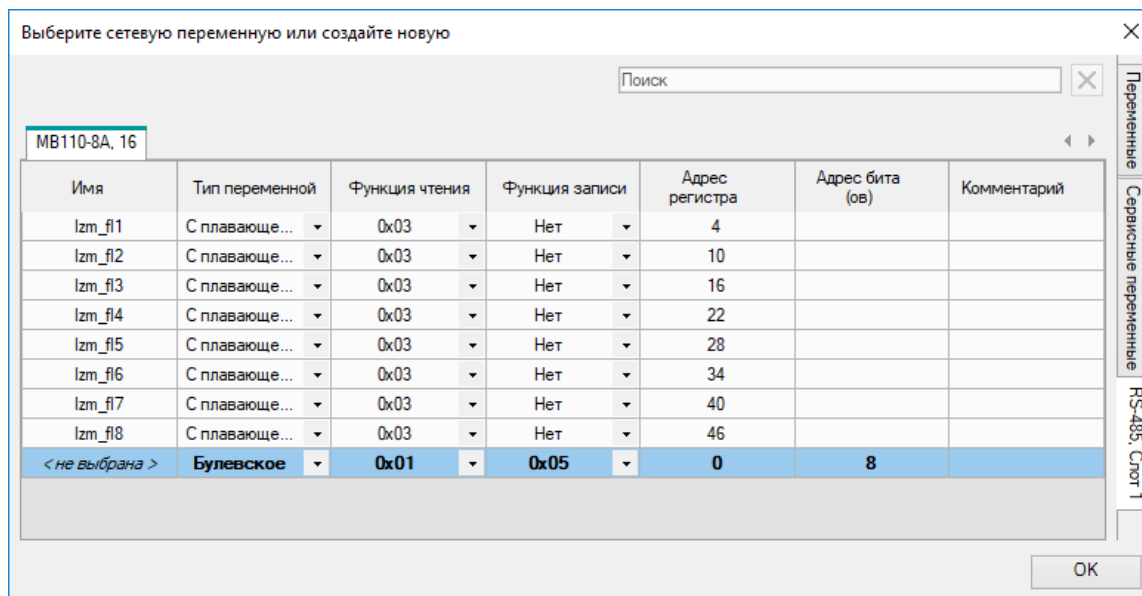 Выберите сетевую переменную или создайте новую
Поиск
МВ110-8А, 16
Имя Тип переменной Функция чтения Функция записи Адрес регистра Адрес бита (ов) Комментарий
Izm_fl1 С плавающе... 0x03 Нет 4
Izm_fl2 С плавающе... 0x03 Нет 10
Izm_fl3 С плавающе... 0x03 Нет 16
Izm_fl4 С плавающе... 0x03 Нет 22
Izm_fl5 С плавающе... 0x03 Нет 28
Izm_fl6 С плавающе... 0x03 Нет 34
Izm_fl7 С плавающе... 0x03 Нет 40
Izm_fl8 С плавающе... 0x03 Нет 46
< не выбрана > Булевское 0x01 0x05 0 8
Переменные
Сервисные переменные
RS-485, Слот 1
OK